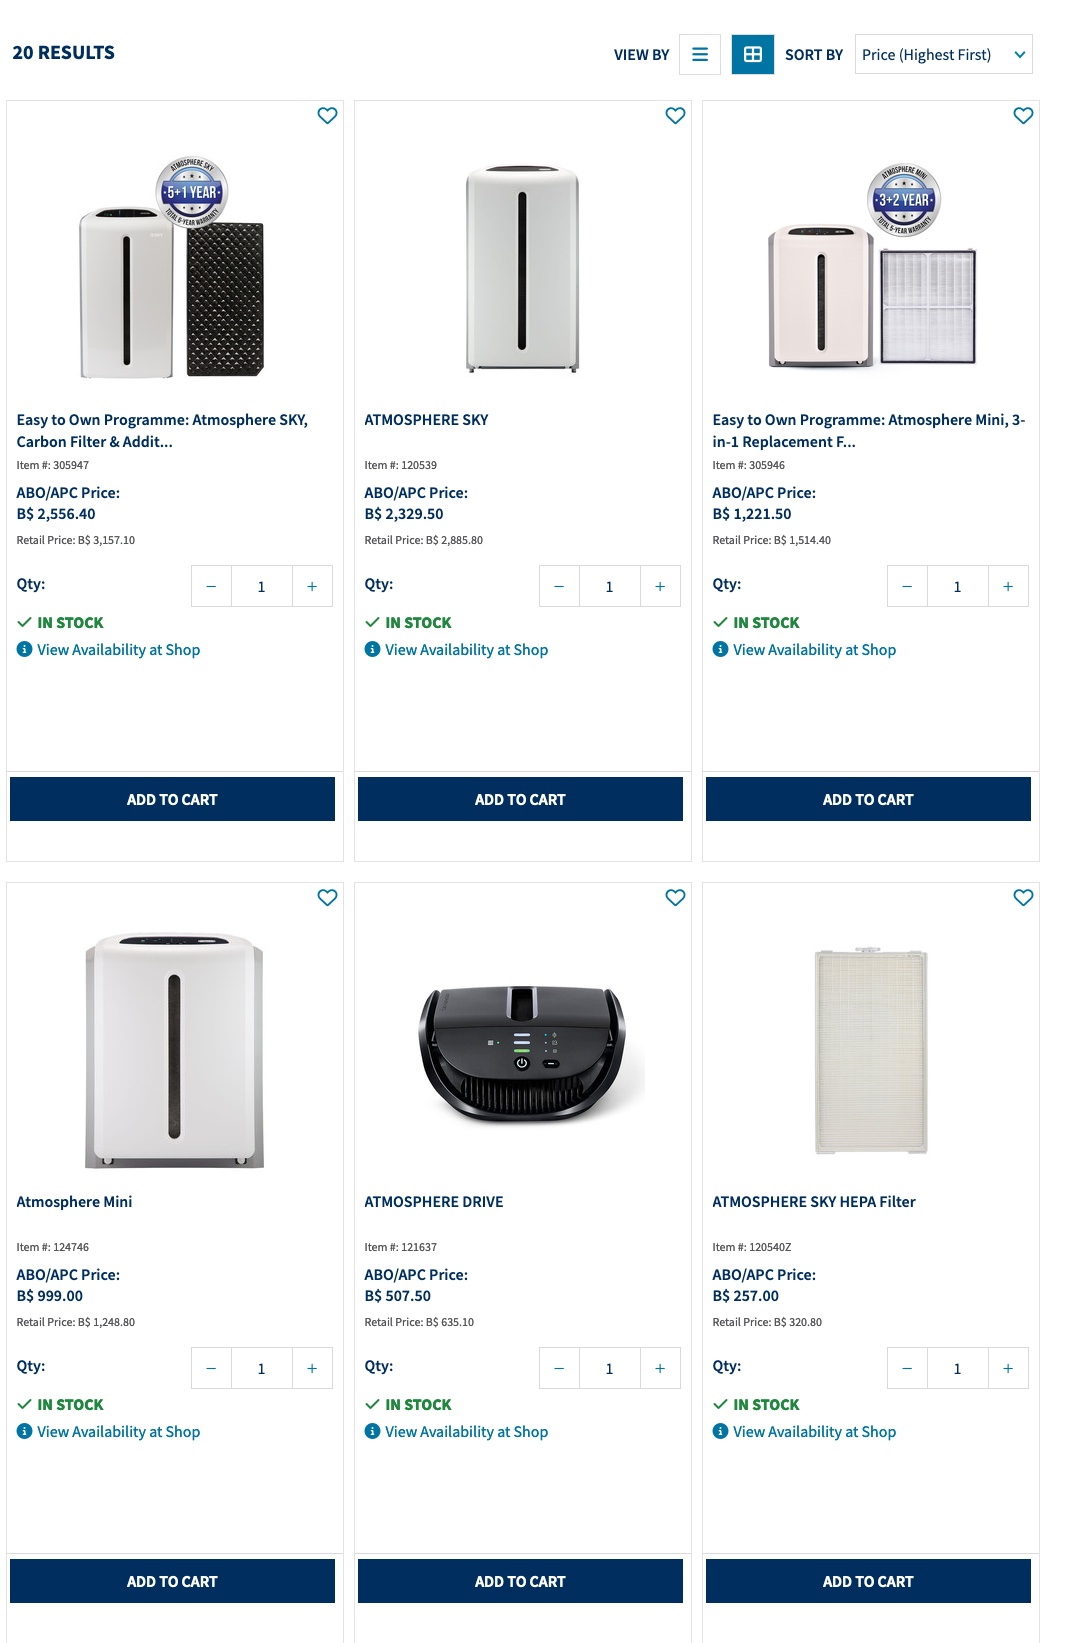 20 RESULTS
VIEW BY
SORT BY
Price (Highest First)
ATMOSPHERE SKY
5+1 YEAR
TOTAL 6-YEAR WARRANTY
Easy to Own Programme: Atmosphere SKY,
Carbon Filter & Addit...
Item #: 305947
ABO/APC Price:
B$ 2,556.40
Retail Price: B$ 3,157.10
Qty:
− 1 +
IN STOCK
View Availability at Shop
ADD TO CART
ATMOSPHERE SKY
Item #: 120539
ABO/APC Price:
B$ 2,329.50
Retail Price: B$ 2,885.80
Qty:
− 1 +
IN STOCK
View Availability at Shop
ADD TO CART
ATMOSPHERE MINI
3+2 YEAR
TOTAL 5-YEAR WARRANTY
Easy to Own Programme: Atmosphere Mini, 3-
in-1 Replacement F...
Item #: 305946
ABO/APC Price:
B$ 1,221.50
Retail Price: B$ 1,514.40
Qty:
− 1 +
IN STOCK
View Availability at Shop
ADD TO CART
Atmosphere Mini
Item #: 124746
ABO/APC Price:
B$ 999.00
Retail Price: B$ 1,248.80
Qty:
− 1 +
IN STOCK
View Availability at Shop
ADD TO CART
ATMOSPHERE DRIVE
Item #: 121637
ABO/APC Price:
B$ 507.50
Retail Price: B$ 635.10
Qty:
− 1 +
IN STOCK
View Availability at Shop
ADD TO CART
ATMOSPHERE SKY HEPA Filter
Item #: 120540Z
ABO/APC Price:
B$ 257.00
Retail Price: B$ 320.80
Qty:
− 1 +
IN STOCK
View Availability at Shop
ADD TO CART